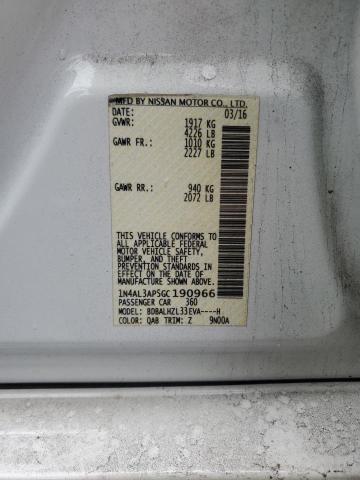 MFD BY NISSAN MOTOR CO., LTD.
DATE: 03/16
GVWR: 1917 KG
4226 LB
GAWR FR.: 1010 KG
2227 LB
GAWR RR.: 940 KG
2072 LB
THIS VEHICLE CONFORMS TO
ALL APPLICABLE FEDERAL
MOTOR VEHICLE SAFETY,
BUMPER, AND THEFT
PREVENTION STANDARDS IN
EFFECT ON THE DATE OF
MANUFACTURE SHOWN ABOVE.
1N4AL3AP5GC190966
PASSENGER CAR 360
MODEL: BDBALHZL33EVA----H
COLOR: QAB TRIM: Z 9N00A